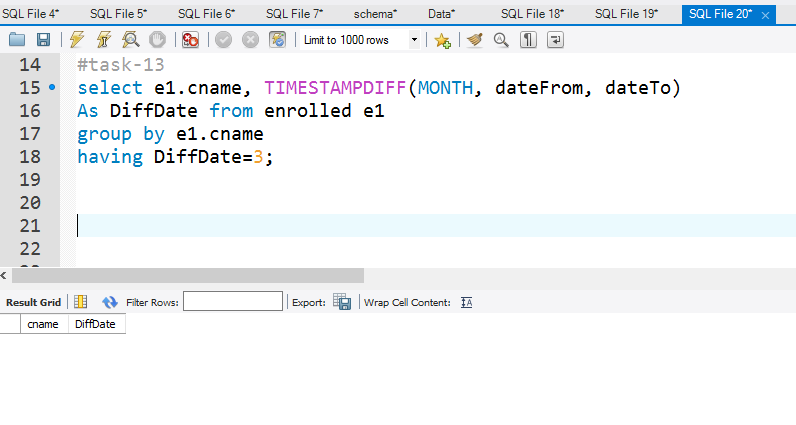 SQL File 4* SQL File 5* SQL File 6* SQL File 7* schema* Data* SQL File 18* SQL File 19* SQL File 20* ×
Limit to 1000 rows
14 #task-13
15 select e1.cname, TIMESTAMPDIFF(MONTH, dateFrom, dateTo)
16 As DiffDate from enrolled e1
17 group by e1.cname
18 having DiffDate=3;
19
20
21
22
Result Grid Filter Rows: Export: Wrap Cell Content:
cname DiffDate